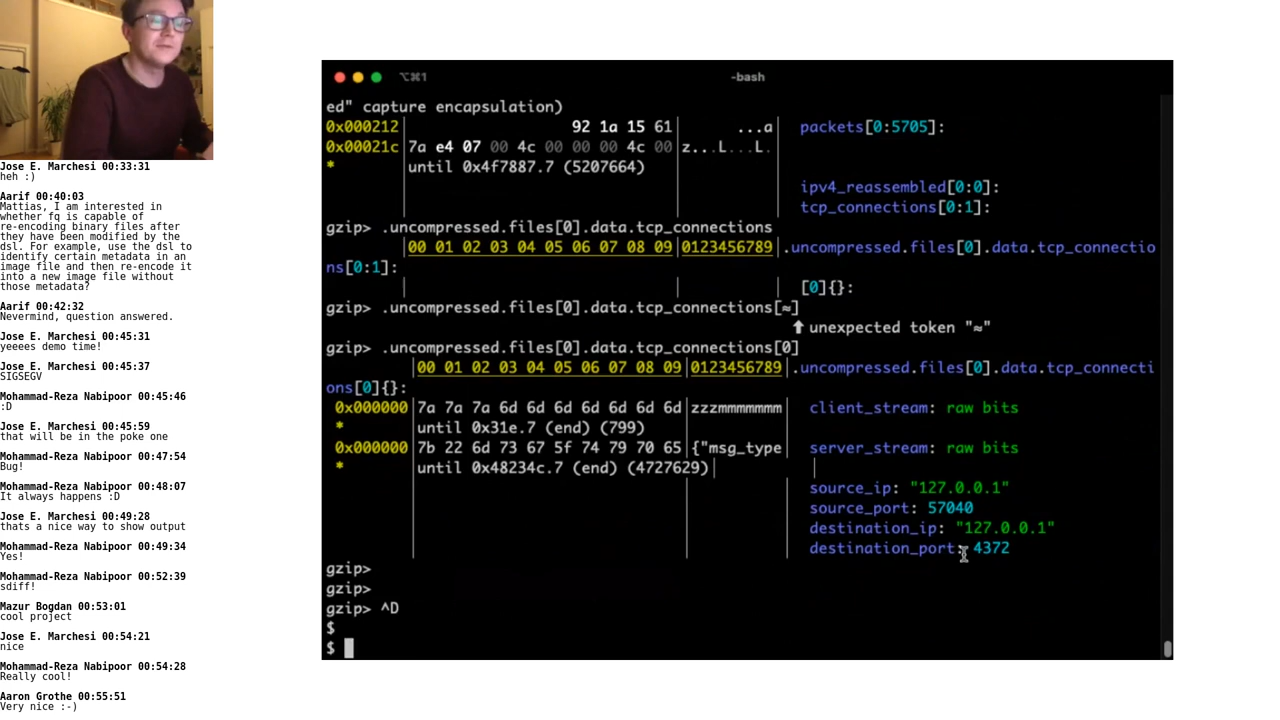 Jose E. Marchesi 00:33:31
heh :)
Aarif 00:40:03
Mattias, I am interested in
whether fq is capable of
re-encoding binary files after
they have been modified by the
dsl. For example, use the dsl to
identify certain metadata in an
image file and then re-encode it
into a new image file without
those metadata?
Aarif 00:42:32
Nevermind, question answered.
Jose E. Marchesi 00:45:31
yeeees demo time!
Jose E. Marchesi 00:45:37
SIGSEGV
Mohammad-Reza Nabipoor 00:45:46
:D
Jose E. Marchesi 00:45:59
that will be in the poke one
Mohammad-Reza Nabipoor 00:47:54
Bug!
Mohammad-Reza Nabipoor 00:48:07
It always happens :D
Jose E. Marchesi 00:49:28
thats a nice way to show output
Mohammad-Reza Nabipoor 00:49:34
Yes!
Mohammad-Reza Nabipoor 00:52:39
sdiff!
Mazur Bogdan 00:53:01
cool project
Jose E. Marchesi 00:54:21
nice
Mohammad-Reza Nabipoor 00:54:28
Really cool!
Aaron Grothe 00:55:51
Very nice :-)
⌥⌘1 -bash
ed" capture encapsulation)
0x000212| 92 1a 15 61| ...a| packets[0:5705]:
0x00021c|7a e4 07 00 4c 00 00 00 4c 00|z...L...L.|
* |until 0x4f7887.7 (5207664) | |
ipv4_reassembled[0:0]:
tcp_connections[0:1]:
gzip> .uncompressed.files[0].data.tcp_connections
|00 01 02 03 04 05 06 07 08 09|0123456789|.uncompressed.files[0].data.tcp_connectio
ns[0:1]:
| | | [0]{}:
gzip> .uncompressed.files[0].data.tcp_connections[≈]
⬆ unexpected token "≈"
gzip> .uncompressed.files[0].data.tcp_connections[0]
|00 01 02 03 04 05 06 07 08 09|0123456789|.uncompressed.files[0].data.tcp_connecti
ons[0]{}:
0x000000|7a 7a 7a 6d 6d 6d 6d 6d 6d 6d|zzzmmmmmmm| client_stream: raw bits
* |until 0x31e.7 (end) (799) | |
0x000000|7b 22 6d 73 67 5f 74 79 70 65|{"msg_type| server_stream: raw bits
* |until 0x48234c.7 (end) (4727629)| |
source_ip: "127.0.0.1"
source_port: 57040
destination_ip: "127.0.0.1"
destination_port: 4372
gzip>
gzip>
gzip> ^D
$
$